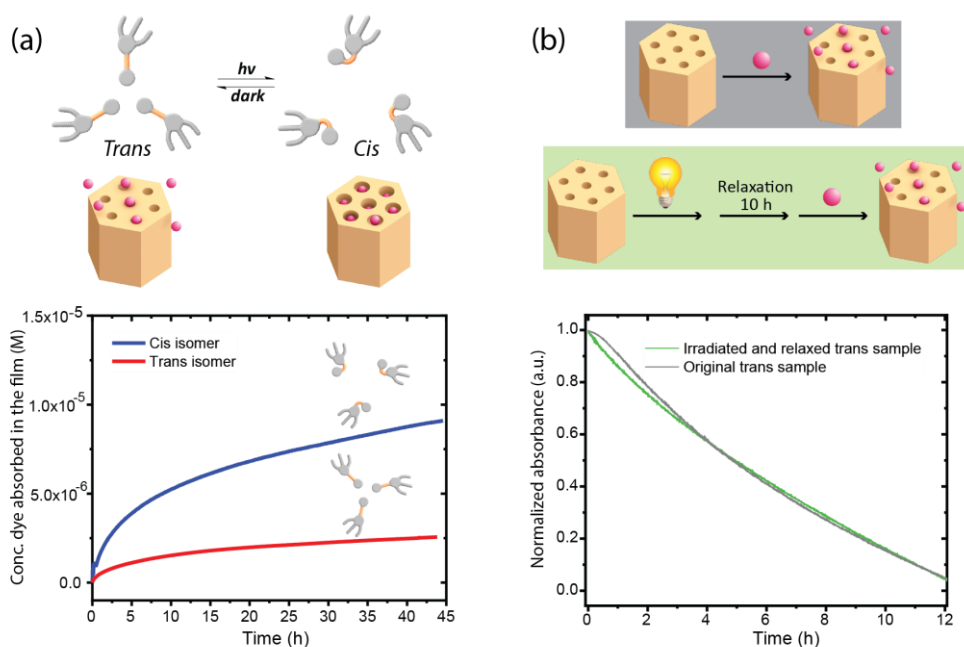 (a)
hv
dark
Trans
Cis
Conc. dye absorbed in the film (M)
1.5x10⁻⁵
1.0x10⁻⁵
5.0x10⁻⁶
0.0
Cis isomer
Trans isomer
0 5 10 15 20 25 30 35 40 45
Time (h)
(b)
Relaxation
10 h
Normalized absorbance (a.u.)
1.0
0.8
0.6
0.4
0.2
0.0
Irradiated and relaxed trans sample
Original trans sample
0 2 4 6 8 10 12
Time (h)